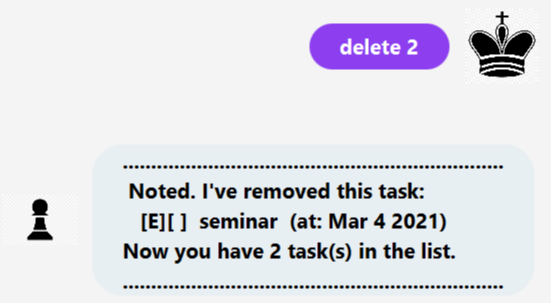 delete 2
...............................................................
Noted. I've removed this task:
[E][ ]  seminar  (at: Mar 4 2021)
Now you have 2 task(s) in the list.
...............................................................